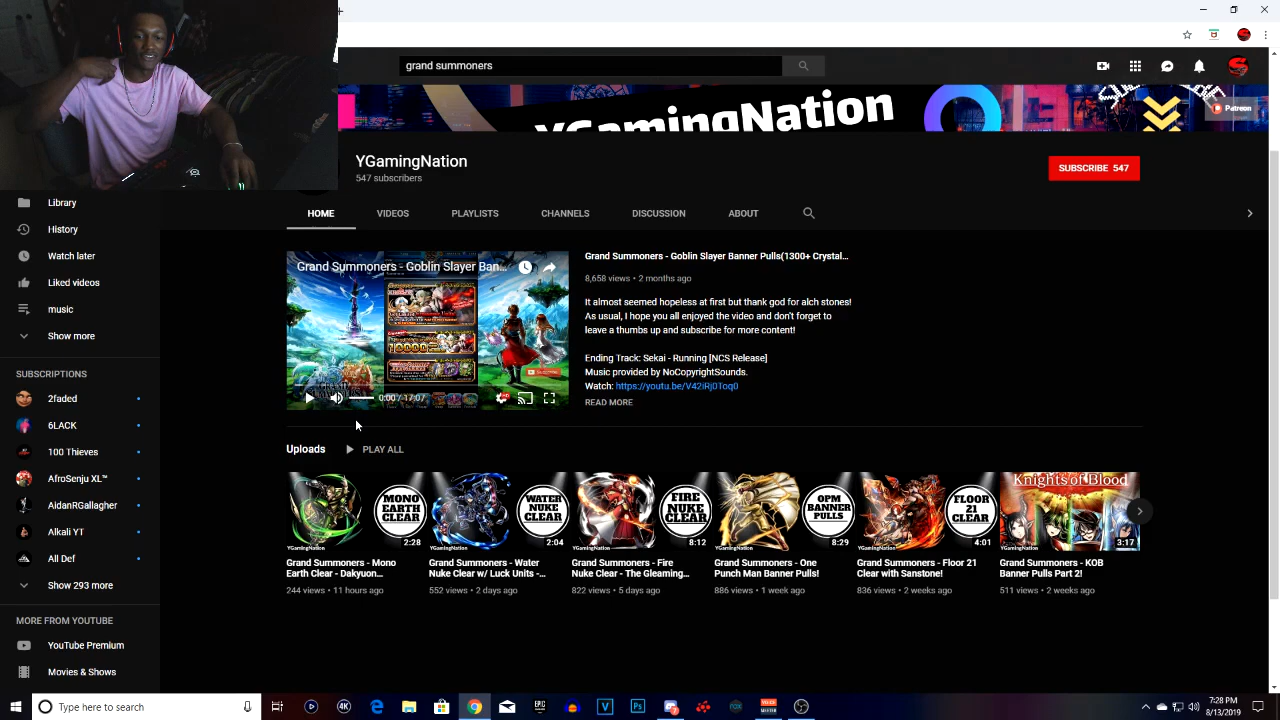 grand summoners
YGamingNation
Patreon
YGamingNation
547 subscribers
SUBSCRIBE 547
HOME
VIDEOS
PLAYLISTS
CHANNELS
DISCUSSION
ABOUT
Library
History
Watch later
Liked videos
music
Show more
SUBSCRIPTIONS
2faded
6LACK
100 Thieves
AfroSenju XL™
AidanRGallagher
Alkali YT
All Def
Show 293 more
MORE FROM YOUTUBE
YouTube Premium
Movies & Shows
Grand Summoners - Goblin Slayer Ban...
0:00 / 17:07
Grand Summoners - Goblin Slayer Banner Pulls(1300+ Crystal...
8,658 views • 2 months ago
It almost seemed hopeless at first but thank god for alch stones!
As usual, I hope you all enjoyed the video and don't forget to
leave a thumbs up and subscribe for more content!
Ending Track: Sekai - Running [NCS Release]
Music provided by NoCopyrightSounds.
Watch: https://youtu.be/V42iRj0Toq0
READ MORE
Uploads
PLAY ALL
MONO
EARTH
CLEAR
2:28
YGamingNation
Grand Summoners - Mono
Earth Clear - Dakyuon...
244 views • 11 hours ago
WATER
NUKE
CLEAR
2:04
YGamingNation
Grand Summoners - Water
Nuke Clear w/ Luck Units -...
552 views • 2 days ago
FIRE
NUKE
CLEAR
8:12
YGamingNation
Grand Summoners - Fire
Nuke Clear - The Gleaming...
822 views • 5 days ago
OPM
BANNER
PULLS
8:29
YGamingNation
Grand Summoners - One
Punch Man Banner Pulls!
886 views • 1 week ago
FLOOR
21
CLEAR
4:01
YGamingNation
Grand Summoners - Floor 21
Clear with Sanstone!
836 views • 2 weeks ago
Knights of Blood
3:17
YGamingNation
Grand Summoners - KOB
Banner Pulls Part 2!
511 views • 2 weeks ago
Type here to search
7:28 PM
8/13/2019